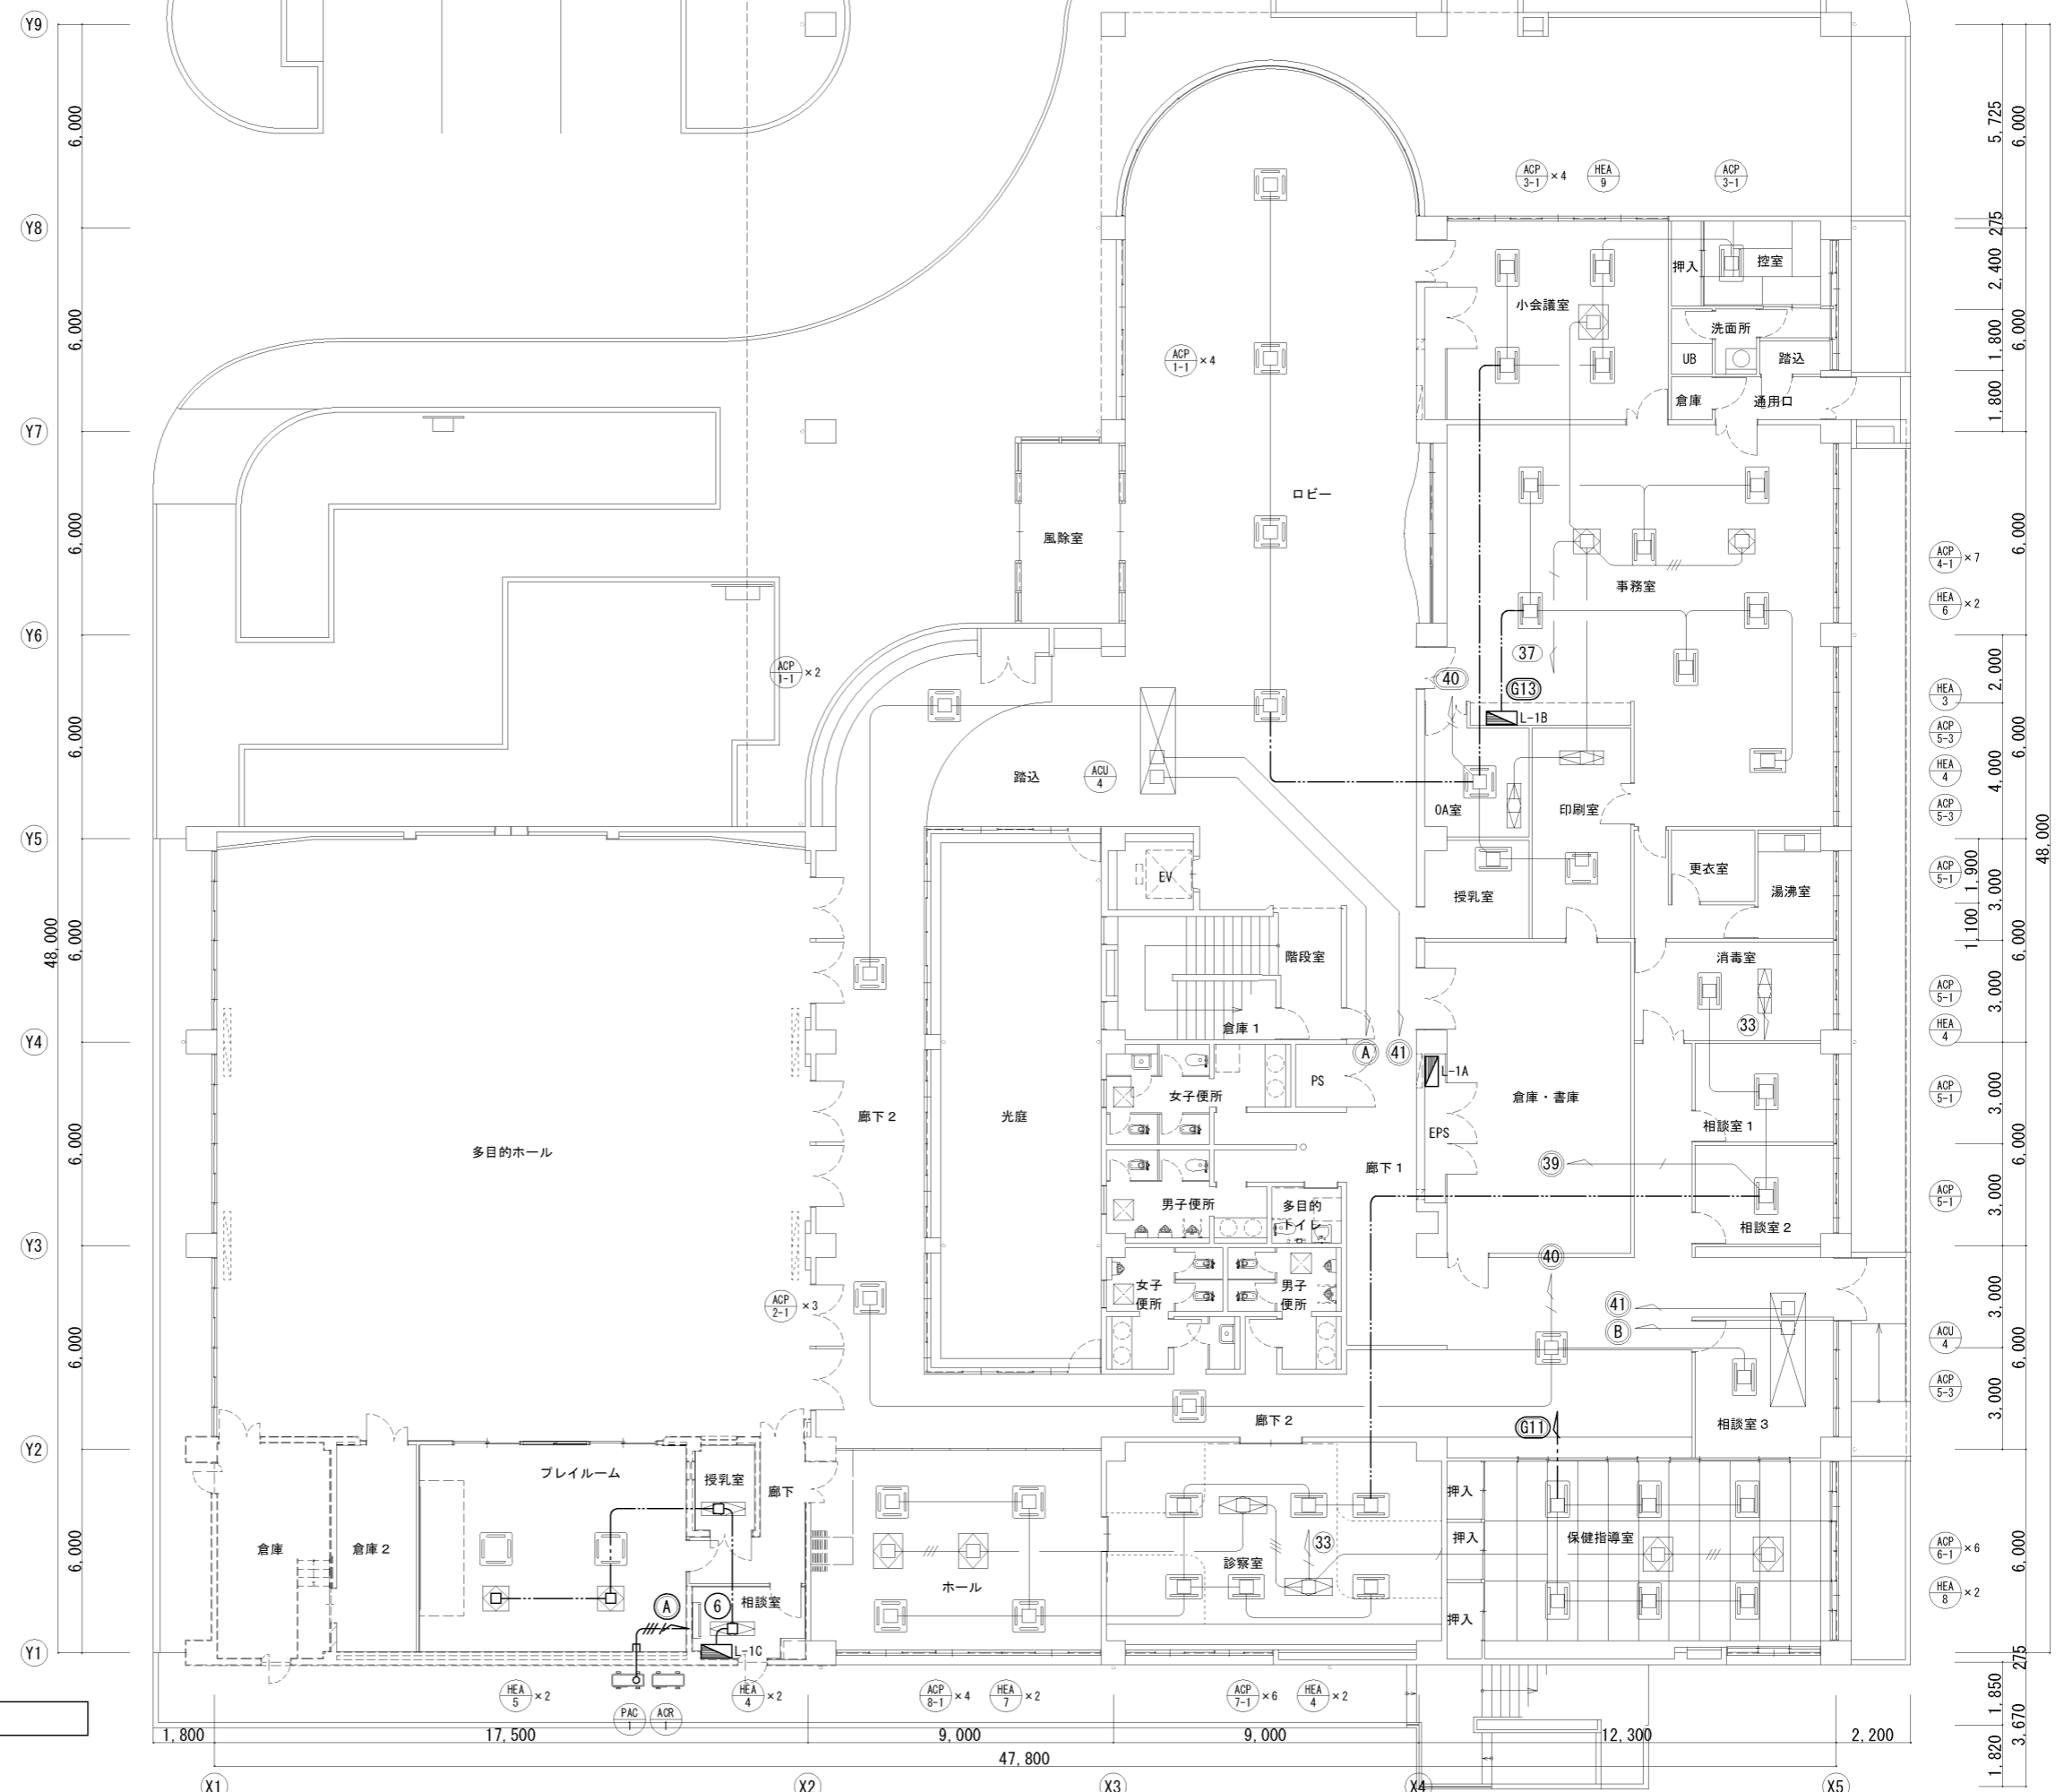 Y9
6,000
5,725
6,000
ACP
3-1
×4
HEA
9
ACP
3-1
Y8
275
押入
控室
2,400
小会議室
6,000
洗面所
1,800
6,000
ACP
1-1
×4
UB
踏込
倉庫
通用口
1,800
Y7
ロビー
6,000
風除室
6,000
ACP
4-1
×7
事務室
HEA
6
×2
Y6
37
ACP
1-1
×2
40
G13
2,000
HEA
3
L-1B
ACP
5-3
6,000
6,000
踏込
ACU
4
HEA
4
4,000
OA室
印刷室
ACP
5-3
Y5
48,000
EV
更衣室
ACP
5-1
1,900
3,000
授乳室
湯沸室
48,000
6,000
1,100
6,000
階段室
消毒室
ACP
5-1
3,000
倉庫1
33
HEA
4
Y4
A
41
L-1A
PS
女子便所
倉庫・書庫
ACP
5-1
3,000
廊下2
光庭
相談室1
EPS
6,000
多目的ホール
廊下1
39
6,000
男子便所
多目的
トイレ
ACP
5-1
3,000
相談室2
Y3
40
女子
便所
男子
便所
ACP
2-1
×3
41
3,000
B
ACU
4
6,000
6,000
ACP
5-3
3,000
廊下2
G11
相談室3
Y2
プレイルーム
授乳室
廊下
押入
倉庫
倉庫2
33
押入
保健指導室
ACP
6-1
×6
6,000
6,000
診察室
ホール
HEA
8
×2
A
6
相談室
押入
Y1
L-1C
275
HEA
5
×2
HEA
4
×2
ACP
8-1
×4
HEA
7
×2
ACP
7-1
×6
HEA
4
×2
1,850
PAC
1
ACR
1
3,670
1,800
17,500
9,000
9,000
12,300
2,200
47,800
1,820
X1
X2
X3
X4
X5